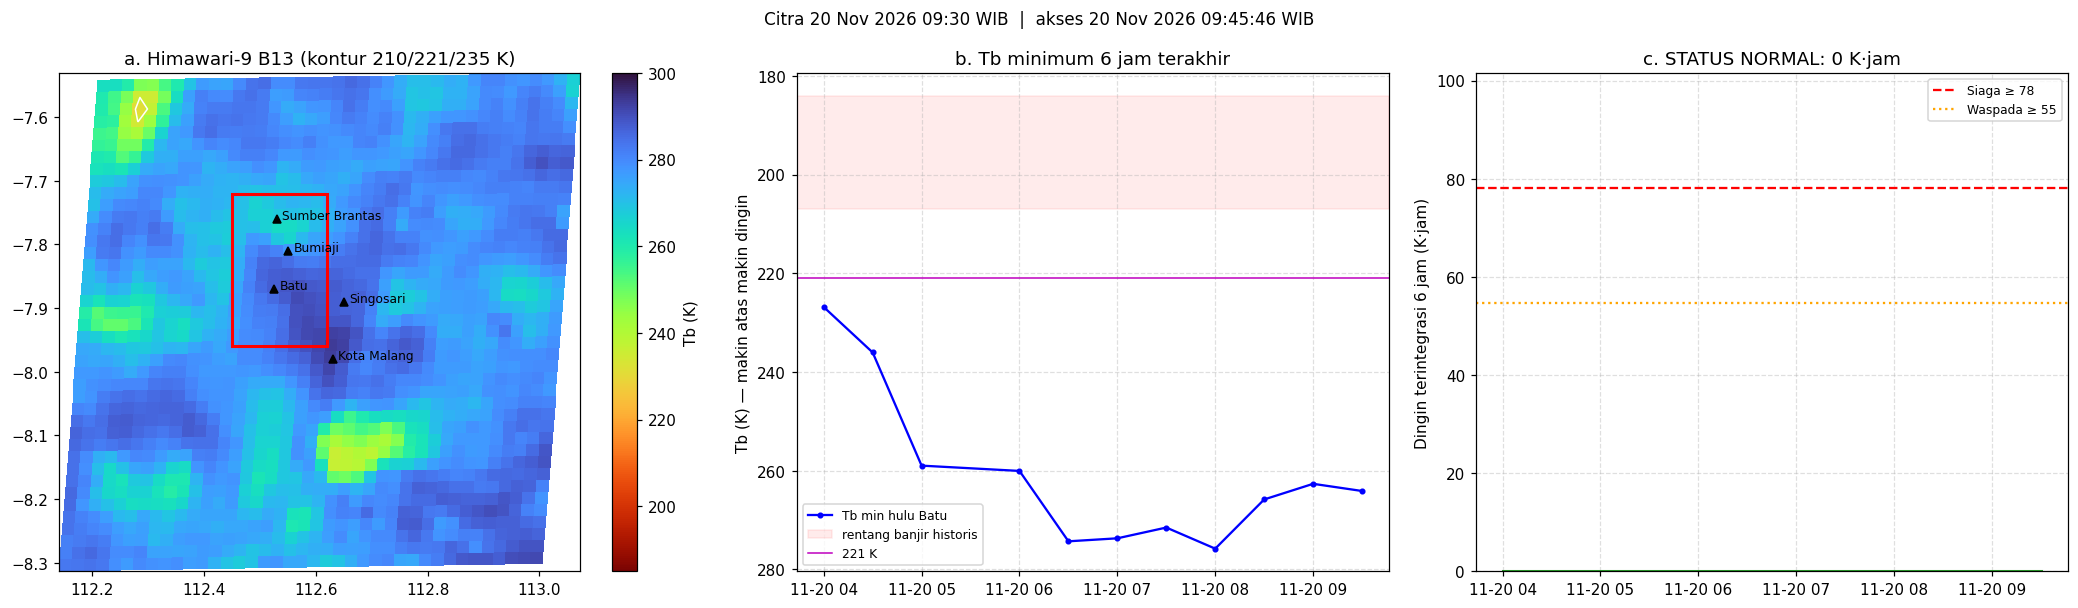 Citra 20 Nov 2026 09:30 WIB | akses 20 Nov 2026 09:45:46 WIB
a. Himawari-9 B13 (kontur 210/221/235 K)
−7.6
−7.7
−7.8
−7.9
−8.0
−8.1
−8.2
−8.3
112.2
112.4
112.6
112.8
113.0
Sumber Brantas
Bumiaji
Batu
Singosari
Kota Malang
300
280
260
240
220
200
Tb (K)
b. Tb minimum 6 jam terakhir
Tb (K) — makin atas makin dingin
180
200
220
240
260
280
11-20 04
11-20 05
11-20 06
11-20 07
11-20 08
11-20 09
Tb min hulu Batu
rentang banjir historis
221 K
c. STATUS NORMAL: 0 K·jam
Dingin terintegrasi 6 jam (K·jam)
100
80
60
40
20
0
11-20 04
11-20 05
11-20 06
11-20 07
11-20 08
11-20 09
Siaga ≥ 78
Waspada ≥ 55